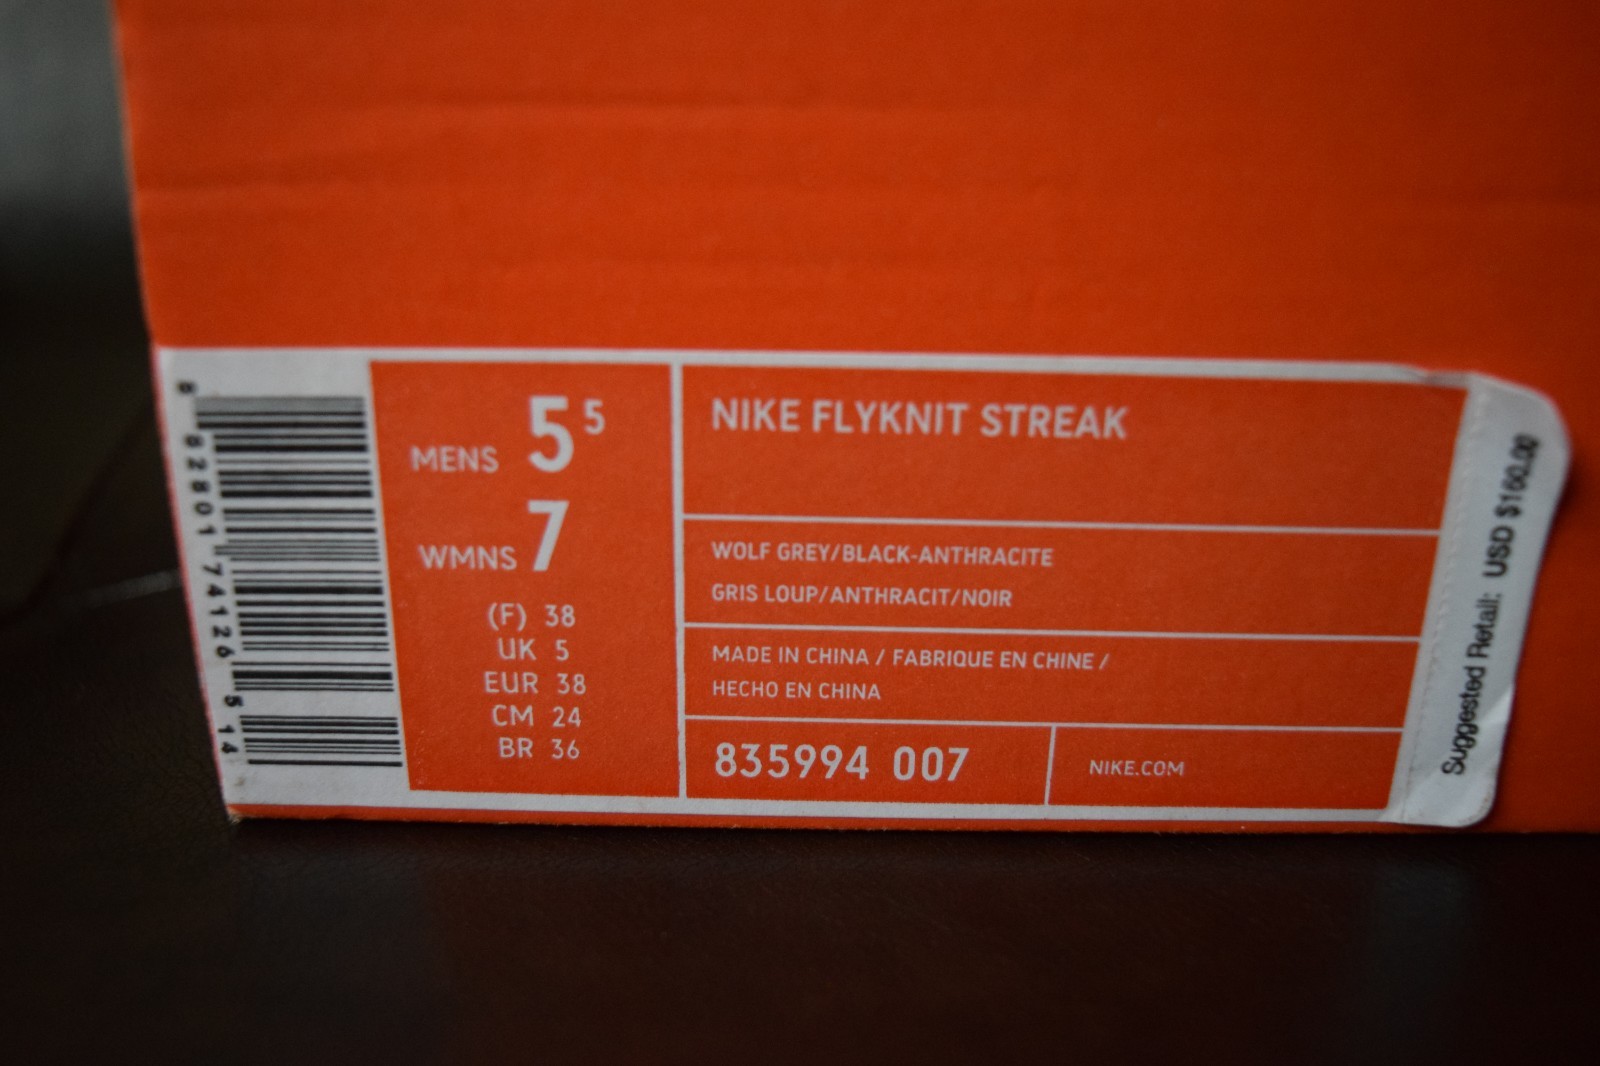 8 82801 74126 5 14
MENS 5 5
WMNS 7
(F) 38
UK 5
EUR 38
CM 24
BR 36
NIKE FLYKNIT STREAK
WOLF GREY/BLACK-ANTHRACITE
GRIS LOUP/ANTHRACIT/NOIR
MADE IN CHINA / FABRIQUE EN CHINE /
HECHO EN CHINA
835994 007
NIKE.COM
Suggested Retail: USD $160.00